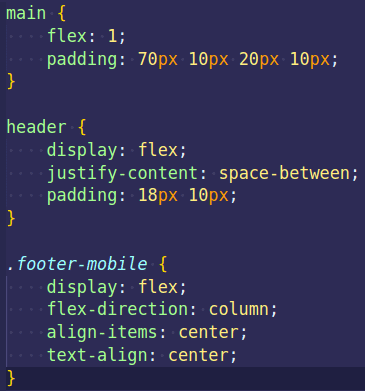 main {
    flex: 1;
    padding: 70px 10px 20px 10px;
}

header {
    display: flex;
    justify-content: space-between;
    padding: 18px 10px;
}

.footer-mobile {
    display: flex;
    flex-direction: column;
    align-items: center;
    text-align: center;
}